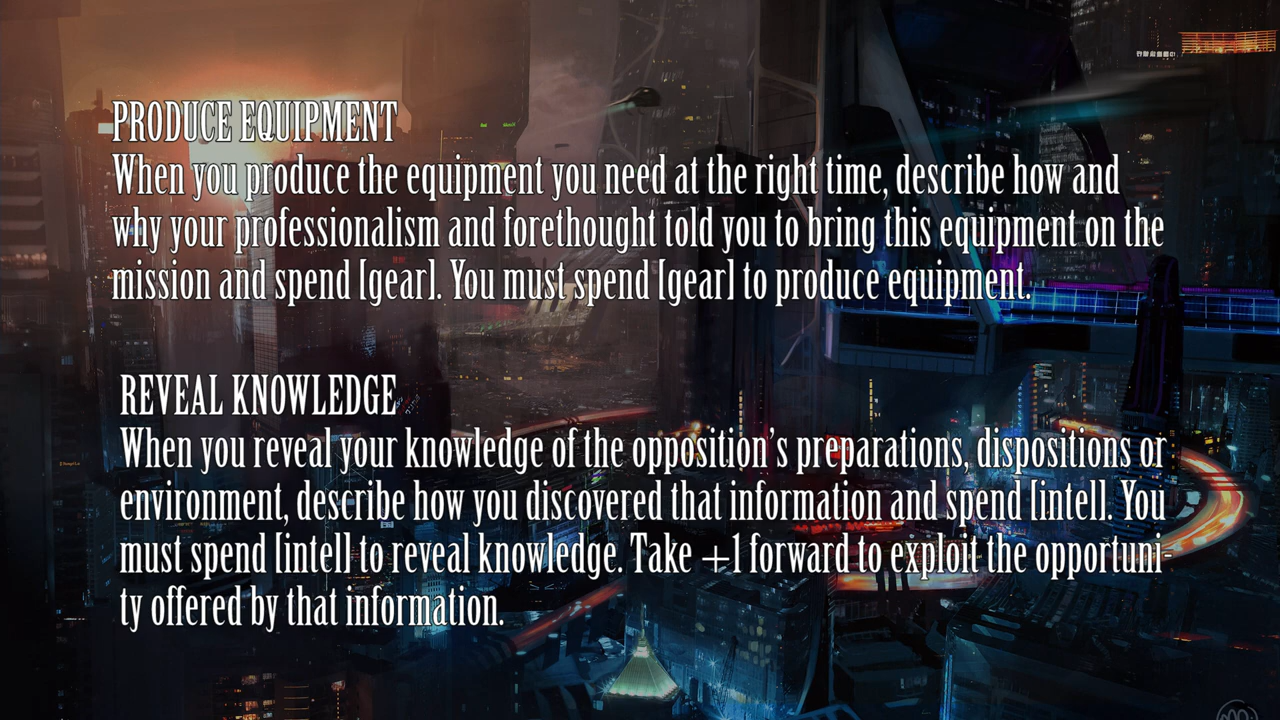 PRODUCE EQUIPMENT
When you produce the equipment you need at the right time, describe how and
why your professionalism and forethought told you to bring this equipment on the
mission and spend [gear]. You must spend [gear] to produce equipment.
REVEAL KNOWLEDGE
When you reveal your knowledge of the opposition's preparations, dispositions or
environment, describe how you discovered that information and spend [intel]. You
must spend [intel] to reveal knowledge. Take +1 forward to exploit the opportuni-
ty offered by that information.